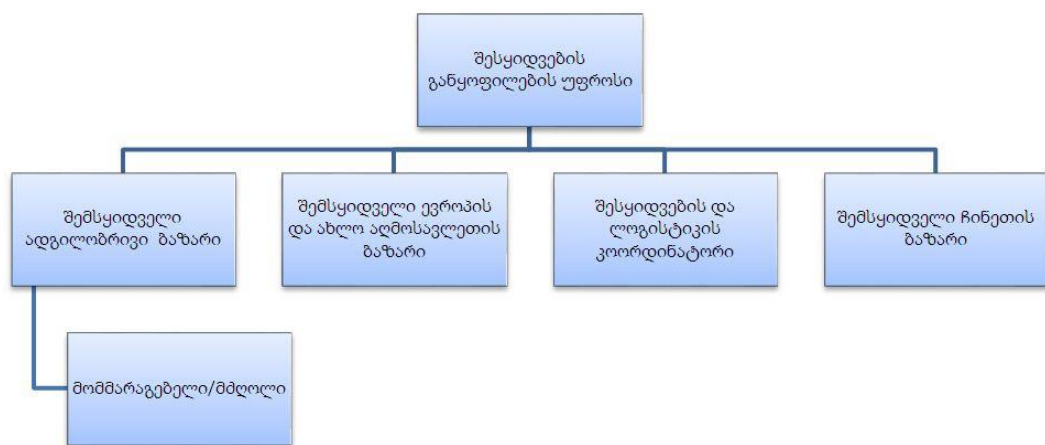 შესყიდვების
განყოფილების უფროსი
შემსყიდველი
ადგილობრივი ბაზარი
შემსყიდველი ევროპის
და ახლო აღმოსავლეთის
ბაზარი
შესყიდვების და
ლოგისტიკის
კოორდინატორი
შემსყიდველი ჩინეთის
ბაზარი
მომმარაგებელი/მძღოლი